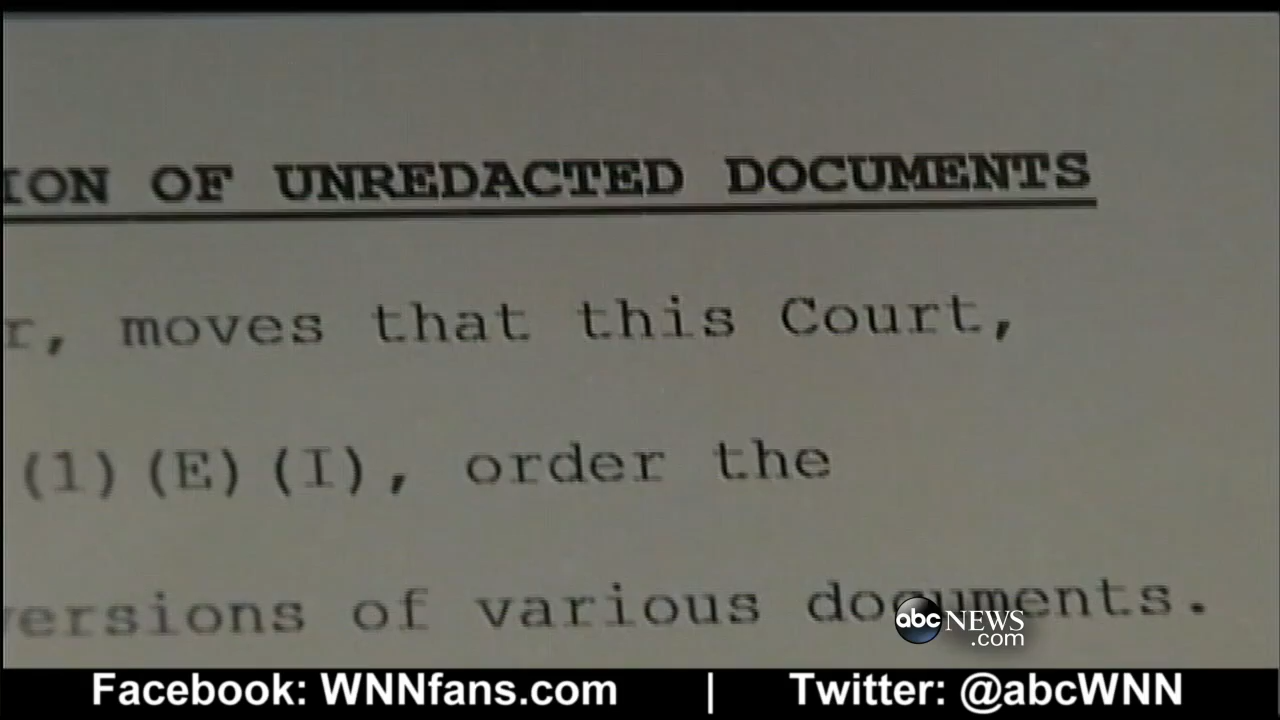 ION OF UNREDACTED DOCUMENTS
r, moves that this Court,
(1)(E)(I), order the
versions of various documents.
abc NEWS
.com
Facebook: WNNfans.com | Twitter: @abcWNN